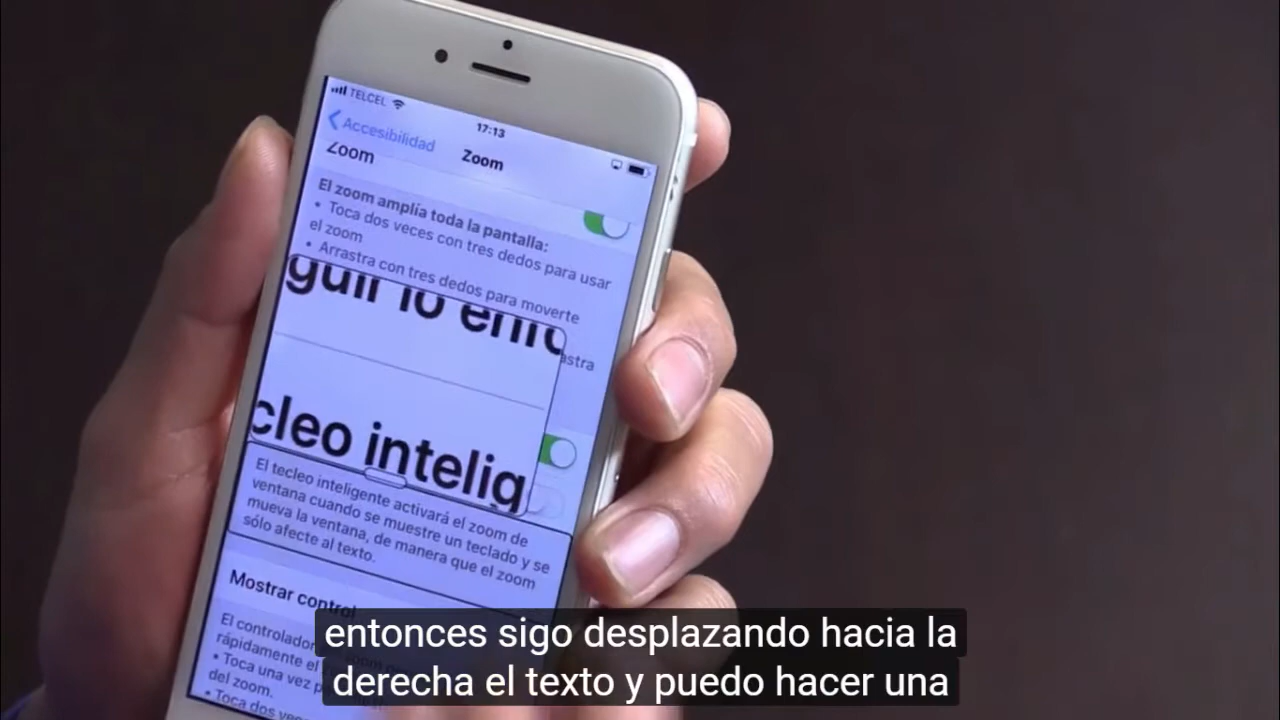 TELCEL
17:13
Accesibilidad
Zoom
Zoom
El zoom amplía toda la pantalla:
• Toca dos veces con tres dedos para usar
el zoom
• Arrastra con tres dedos para moverte
astra
guir lo enfo
cleo intelig
El tecleo inteligente activará el zoom de
ventana cuando se muestre un teclado y se
mueva la ventana, de manera que el zoom
sólo afecte al texto.
Mostrar control
El controlador
rápidamente el
• Toca una vez p
del zoom.
• Toca dos veces
entonces sigo desplazando hacia la
derecha el texto y puedo hacer una